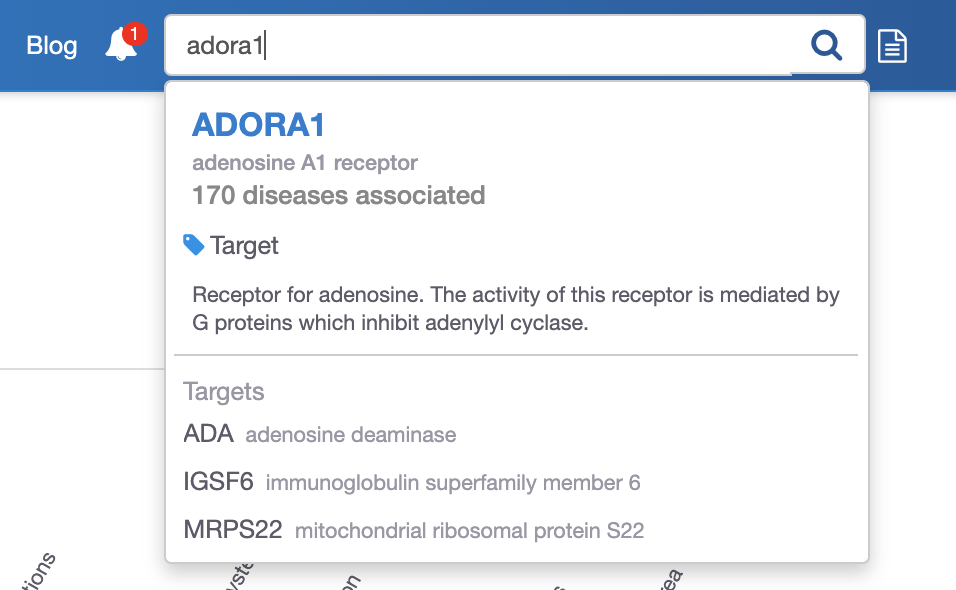 Blog
1
adora1
ADORA1
adenosine A1 receptor
170 diseases associated
Target
Receptor for adenosine. The activity of this receptor is mediated by
G proteins which inhibit adenylyl cyclase.
Targets
ADA adenosine deaminase
IGSF6 immunoglobulin superfamily member 6
MRPS22 mitochondrial ribosomal protein S22